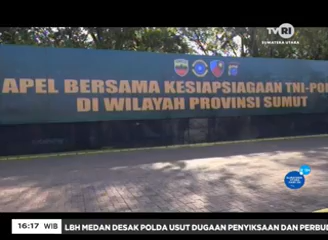 TVRI
SUMATERA UTARA
APEL BERSAMA KESIAPSIAGAAN TNI-POL
DI WILAYAH PROVINSI SUMUT
16:17 WIB LBH MEDAN DESAK POLDA USUT DUGAAN PENYIKSAAN DAN PERBU